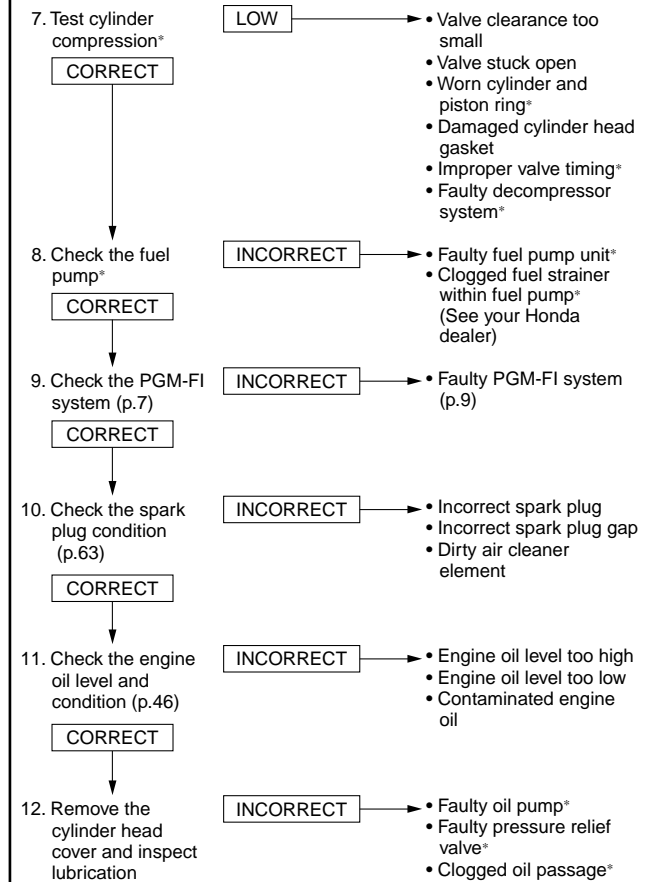 7. Test cylinder
compression*
LOW
• Valve clearance too
small
• Valve stuck open
• Worn cylinder and
piston ring*
• Damaged cylinder head
gasket
• Improper valve timing*
• Faulty decompressor
system*
CORRECT
8. Check the fuel
pump*
INCORRECT
• Faulty fuel pump unit*
• Clogged fuel strainer
within fuel pump*
(See your Honda
dealer)
CORRECT
9. Check the PGM-FI
system (p.7)
INCORRECT
• Faulty PGM-FI system
(p.9)
CORRECT
10. Check the spark
plug condition
(p.63)
INCORRECT
• Incorrect spark plug
• Incorrect spark plug gap
• Dirty air cleaner
element
CORRECT
11. Check the engine
oil level and
condition (p.46)
INCORRECT
• Engine oil level too high
• Engine oil level too low
• Contaminated engine
oil
CORRECT
12. Remove the
cylinder head
cover and inspect
lubrication
INCORRECT
• Faulty oil pump*
• Faulty pressure relief
valve*
• Clogged oil passage*